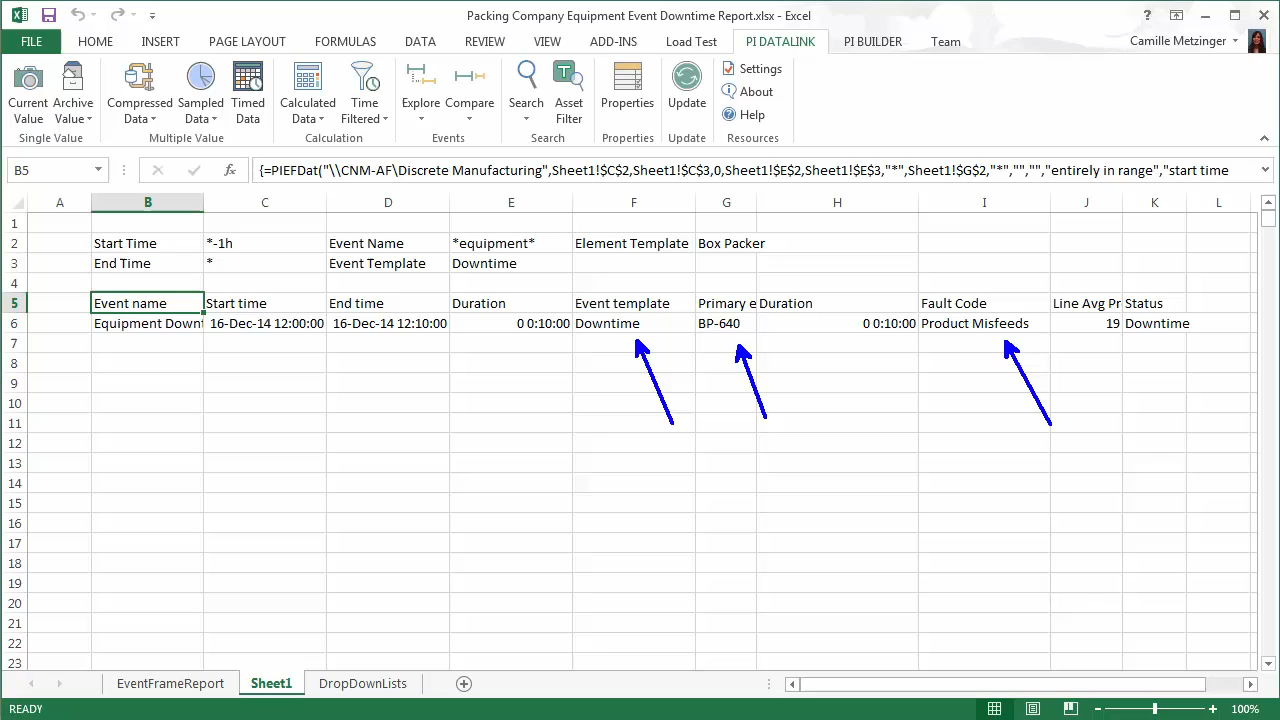 Packing Company Equipment Event Downtime Report.xlsx - Excel
FILE HOME INSERT PAGE LAYOUT FORMULAS DATA REVIEW VIEW ADD-INS Load Test PI DATALINK PI BUILDER Team Camille Metzinger
Current Value Archive Value Compressed Data Sampled Data Timed Data Calculated Data Time Filtered Explore Compare Search Asset Filter Properties Update
Settings
About
Help
Single Value Multiple Value Calculation Events Search Properties Update Resources
B5 fx {=PIEFDat("\\CNM-AF\Discrete Manufacturing",Sheet1!$C$2,Sheet1!$C$3,0,Sheet1!$E$2,Sheet1!$E$3,"*",Sheet1!$G$2,"*","","","entirely in range","start time
A B C D E F G H I J K L
1
2 Start Time *-1h Event Name *equipment* Element Template Box Packer
3 End Time * Event Template Downtime
4
5 Event name Start time End time Duration Event template Primary e Duration Fault Code Line Avg Pr Status
6 Equipment Downt 16-Dec-14 12:00:00 16-Dec-14 12:10:00 0 0:10:00 Downtime BP-640 0 0:10:00 Product Misfeeds 19 Downtime
7
8
9
10
11
12
13
14
15
16
17
18
19
20
21
22
23
EventFrameReport Sheet1 DropDownLists
READY 100%